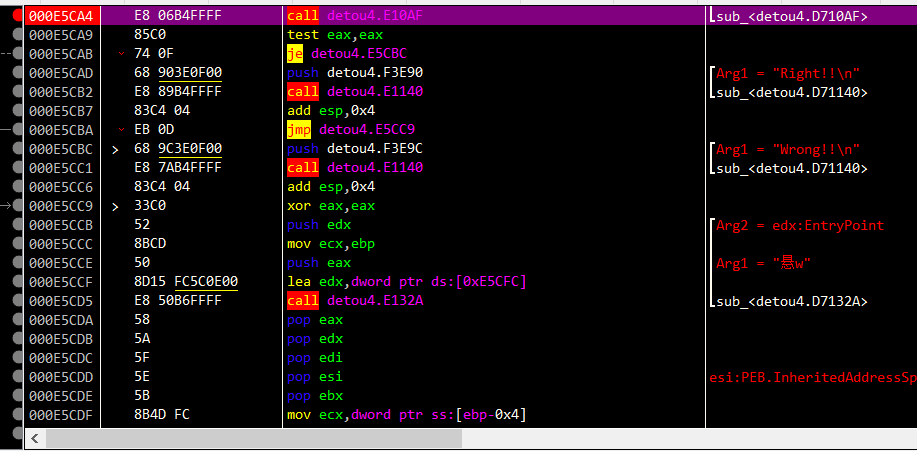 000E5CA4 E8 06B4FFFF call detou4.E10AF sub_<detou4.D710AF>
000E5CA9 85C0 test eax,eax
000E5CAB 74 0F je detou4.E5CBC
000E5CAD 68 903E0F00 push detou4.F3E90 Arg1 = "Right!!\n"
000E5CB2 E8 89B4FFFF call detou4.E1140 sub_<detou4.D71140>
000E5CB7 83C4 04 add esp,0x4
000E5CBA EB 0D jmp detou4.E5CC9
000E5CBC > 68 9C3E0F00 push detou4.F3E9C Arg1 = "Wrong!!\n"
000E5CC1 E8 7AB4FFFF call detou4.E1140 sub_<detou4.D71140>
000E5CC6 83C4 04 add esp,0x4
000E5CC9 > 33C0 xor eax,eax
000E5CCB 52 push edx Arg2 = edx:EntryPoint
000E5CCC 8BCD mov ecx,ebp
000E5CCE 50 push eax Arg1 = "悬w"
000E5CCF 8D15 FC5C0E00 lea edx,dword ptr ds:[0xE5CFC]
000E5CD5 E8 50B6FFFF call detou4.E132A sub_<detou4.D7132A>
000E5CDA 58 pop eax
000E5CDB 5A pop edx
000E5CDC 5F pop edi
000E5CDD 5E pop esi esi:PEB.InheritedAddressSp
000E5CDE 5B pop ebx
000E5CDF 8B4D FC mov ecx,dword ptr ss:[ebp-0x4]